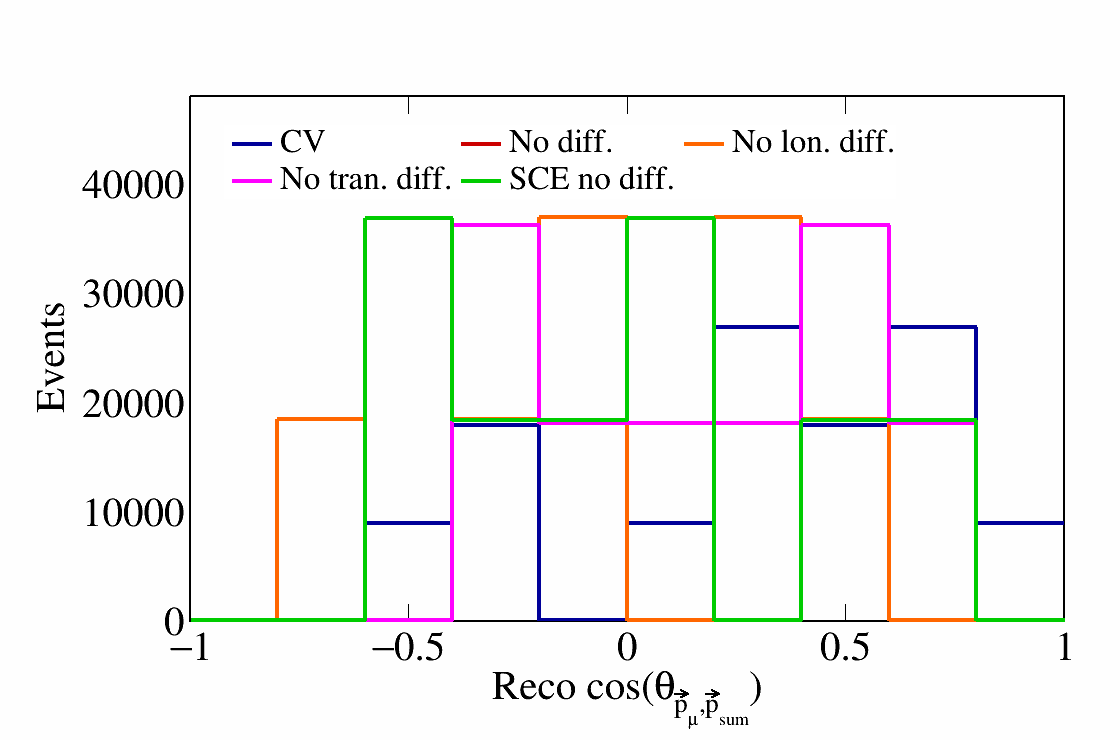 CV No diff. No lon. diff.
No tran. diff. SCE no diff.
40000
30000
20000
10000
0
Events
−1 −0.5 0 0.5 1
Reco cos(θ p⃗μ,p⃗sum)